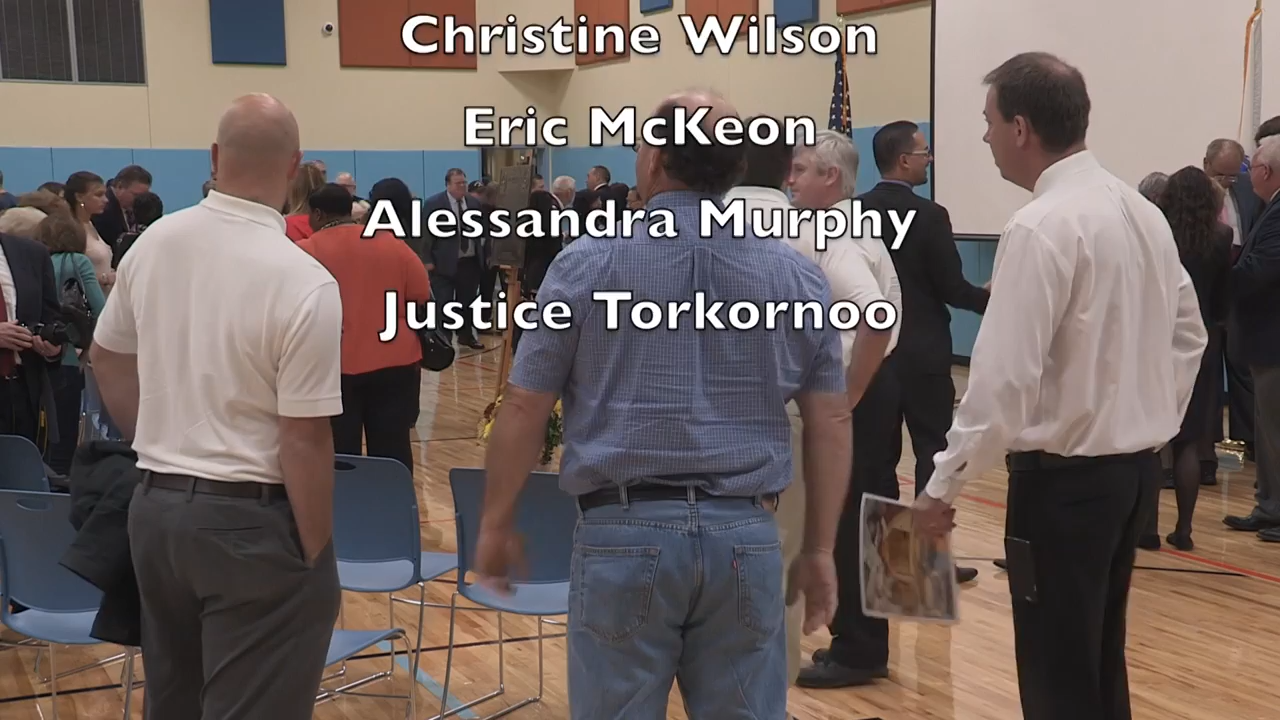 Christine Wilson
Eric McKeon
Alessandra Murphy
Justice Torkornoo